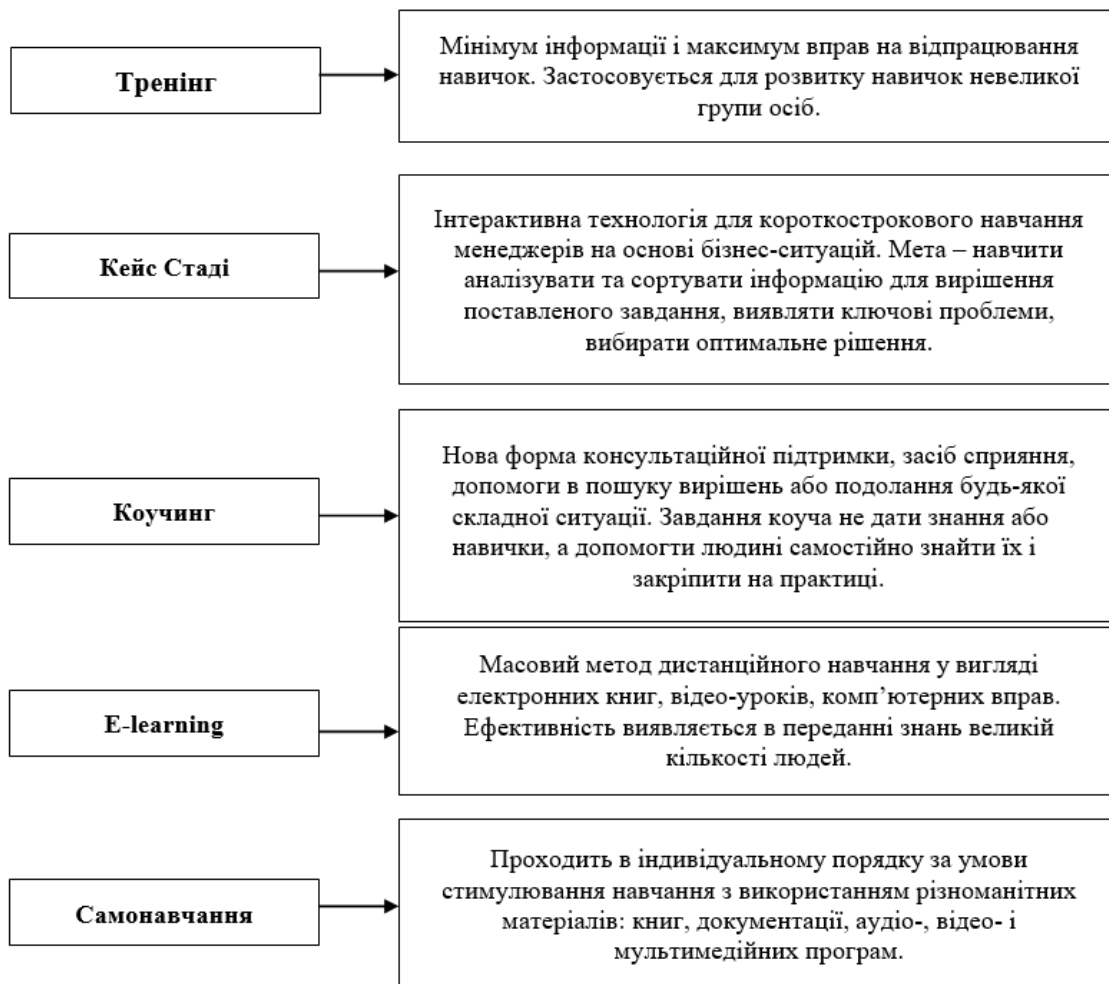 Тренінг
Мінімум інформації і максимум вправ на відпрацювання
навичок. Застосовується для розвитку навичок невеликої
групи осіб.
Кейс Стаді
Інтерактивна технологія для короткострокового навчання
менеджерів на основі бізнес-ситуацій. Мета – навчити
аналізувати та сортувати інформацію для вирішення
поставленого завдання, виявляти ключові проблеми,
вибирати оптимальне рішення.
Коучинг
Нова форма консультаційної підтримки, засіб сприяння,
допомоги в пошуку вирішень або подолання будь-якої
складної ситуації. Завдання коуча не дати знання або
навички, а допомогти людині самостійно знайти їх і
закріпити на практиці.
E-learning
Масовий метод дистанційного навчання у вигляді
електронних книг, відео-уроків, комп’ютерних вправ.
Ефективність виявляється в переданні знань великій
кількості людей.
Самонавчання
Проходить в індивідуальному порядку за умови
стимулювання навчання з використанням різноманітних
матеріалів: книг, документації, аудіо-, відео- і
мультимедійних програм.